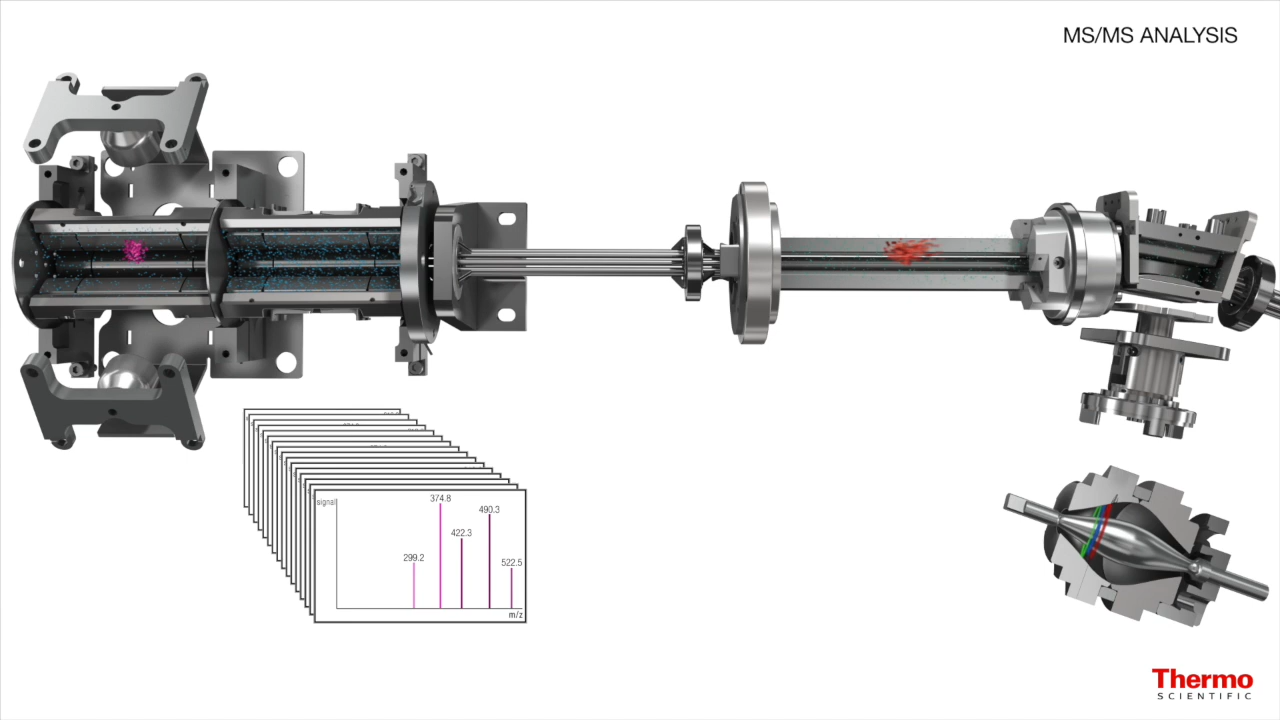 MS/MS ANALYSIS
signal
374.8
490.3
422.3
299.2
522.5
m/z
Thermo
SCIENTIFIC